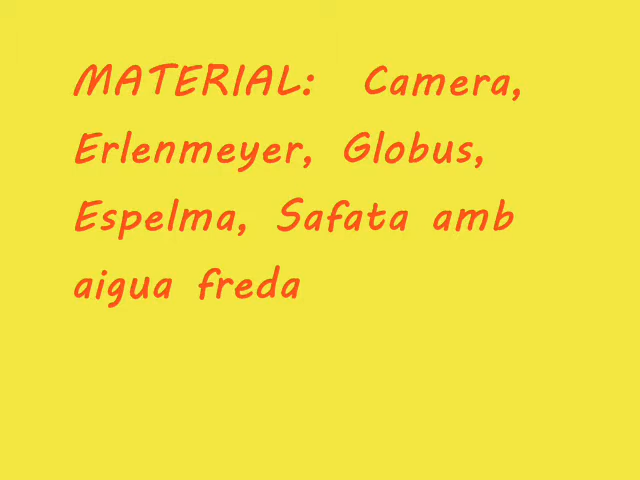 MATERIAL: Camera,
Erlenmeyer, Globus,
Espelma, Safata amb
aigua freda